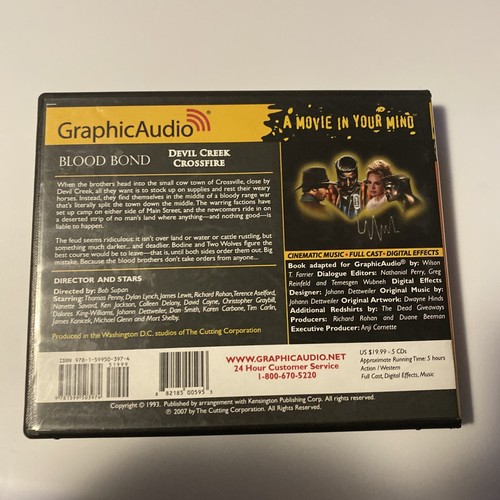 GraphicAudio
A MOVIE IN YOUR MIND
BLOOD BOND
DEVIL CREEK
CROSSFIRE
When the brothers head into the small cow town of Crossville, close by
Devil Creek, all they want is to stock up on supplies and rest their weary
horses. Instead, they find themselves in the middle of a bloody range war
that's literally split the town down the middle. The warring factions have
set up camp on either side of Main Street, and the newcomers ride in on
a deserted strip of no man's land where anything—and nothing good—is
liable to happen.
The feud seems ridiculous: it isn't over land or water or cattle rustling, but
something much darker... and deadlier. Bodine and Two Wolves figure the
best course would be to leave—that is, until both sides order them out. Big
mistake. Because the blood brothers don't take orders from anyone...
DIRECTOR AND STARS
Directed by: Bob Supan
Starring: Thomas Penny, Dylan Lynch, James Lewis, Richard Rohan, Terence Aselford,
Nanette Savard, Ken Jackson, Colleen Delany, David Coyne, Christopher Graybill,
Dolores King-Williams, Johann Dettweiler, Dan Smith, Karen Carbone, Tim Carlin,
James Konicek, Michael Glenn and Mort Shelby.
Produced in the Washington D.C. studios of The Cutting Corporation
CINEMATIC MUSIC • FULL CAST • DIGITAL EFFECTS
Book adapted for GraphicAudio® by: Wilson
T. Ferrier Dialogue Editors: Nathanial Perry, Greg
Reinfeld and Temesgen Wubneh Digital Effects
Designer: Johann Dettweiler Original Music by:
Johann Dettweiler Original Artwork: Dwayne Hinds
Additional Redshirts by: The Dead Giveaways
Producers: Richard Rohan and Duane Beeman
Executive Producer: Anji Cornette
ISBN 978-1-59950-397-4
51999
9 781599 503974
8 82185 00595
WWW.GRAPHICAUDIO.NET
24 Hour Customer Service
1-800-670-5220
US $19.99 - 5 CDs
Approximate Running Time: 5 hours
Action / Western
Full Cast, Digital Effects, Music
Copyright © 1993. Published by arrangement with Kensington Publishing Corp. All Rights Reserved.
℗ 2007 by The Cutting Corporation. All Rights Reserved.